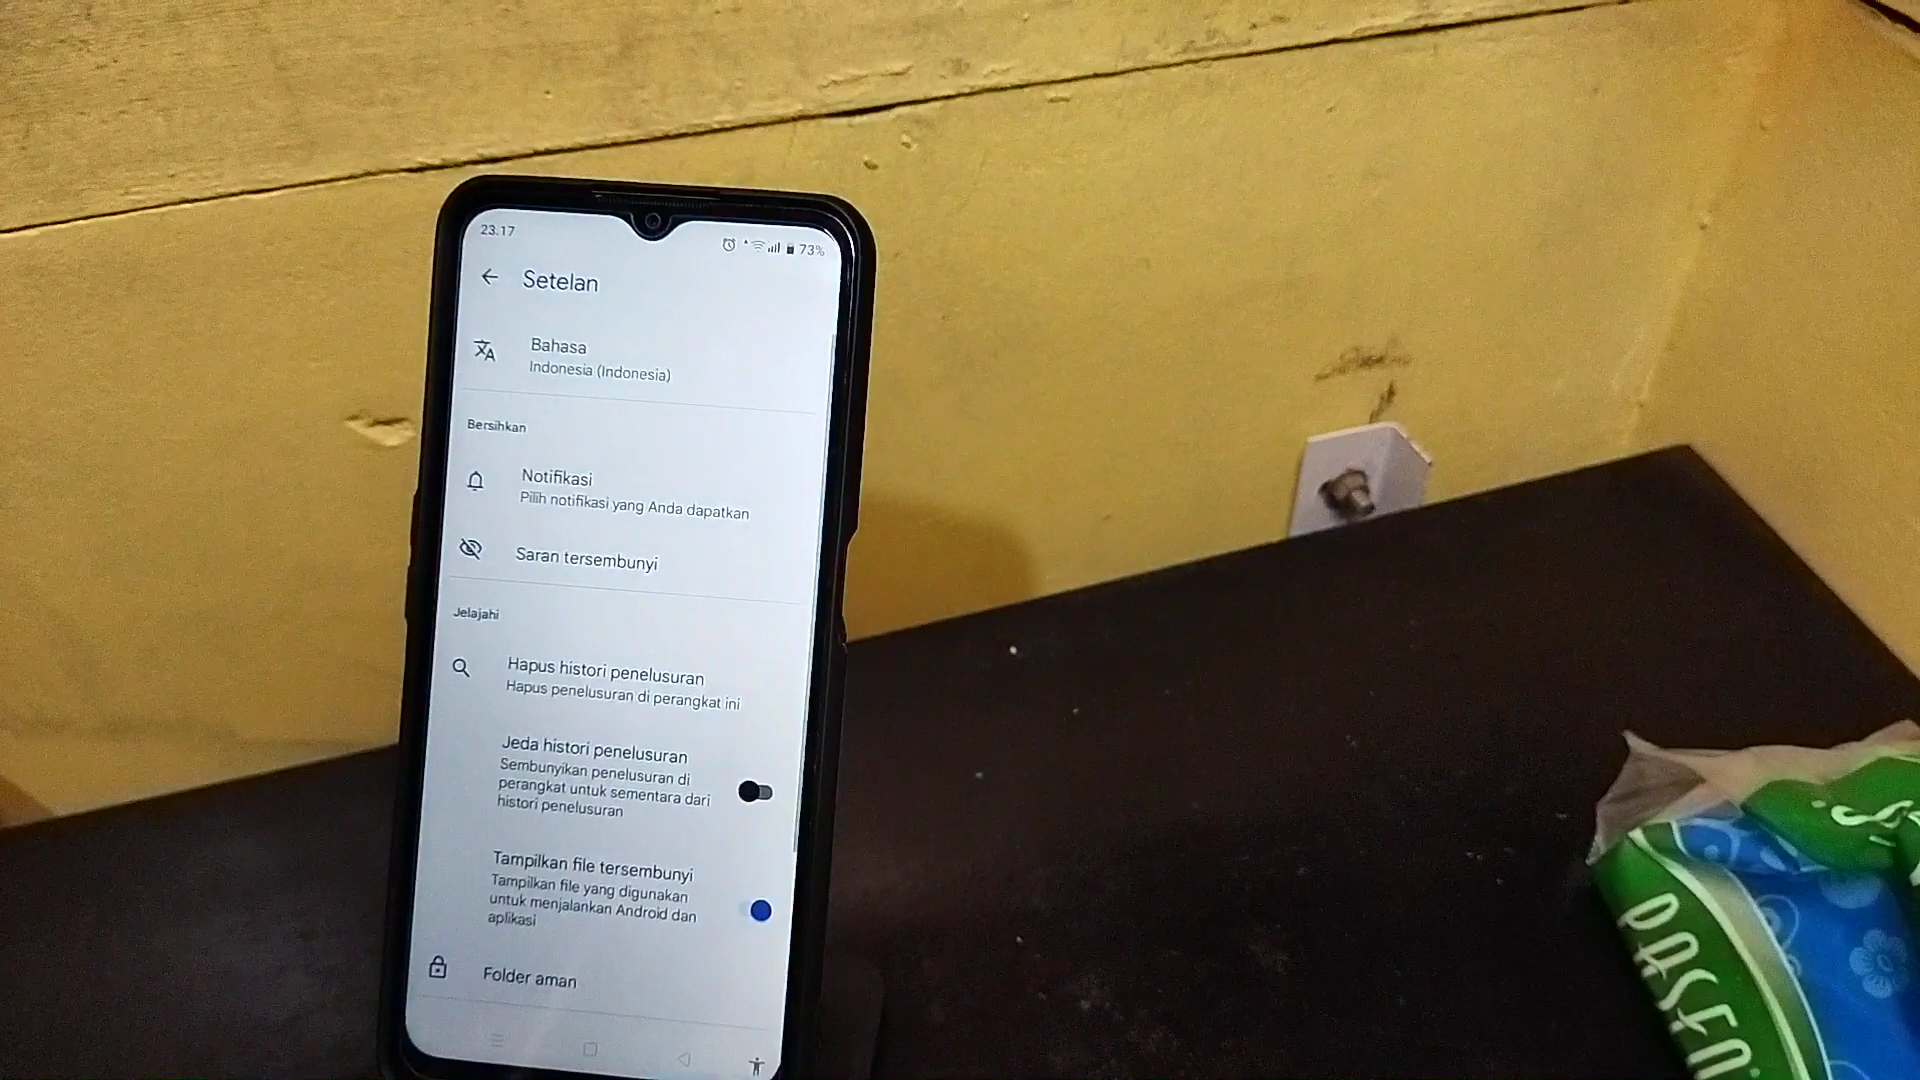 23.17
73%
Setelan
Bahasa
Indonesia (Indonesia)
Bersihkan
Notifikasi
Pilih notifikasi yang Anda dapatkan
Saran tersembunyi
Jelajahi
Hapus histori penelusuran
Hapus penelusuran di perangkat ini
Jeda histori penelusuran
Sembunyikan penelusuran di
perangkat untuk sementara dari
histori penelusuran
Tampilkan file tersembunyi
Tampilkan file yang digunakan
untuk menjalankan Android dan
aplikasi
Folder aman